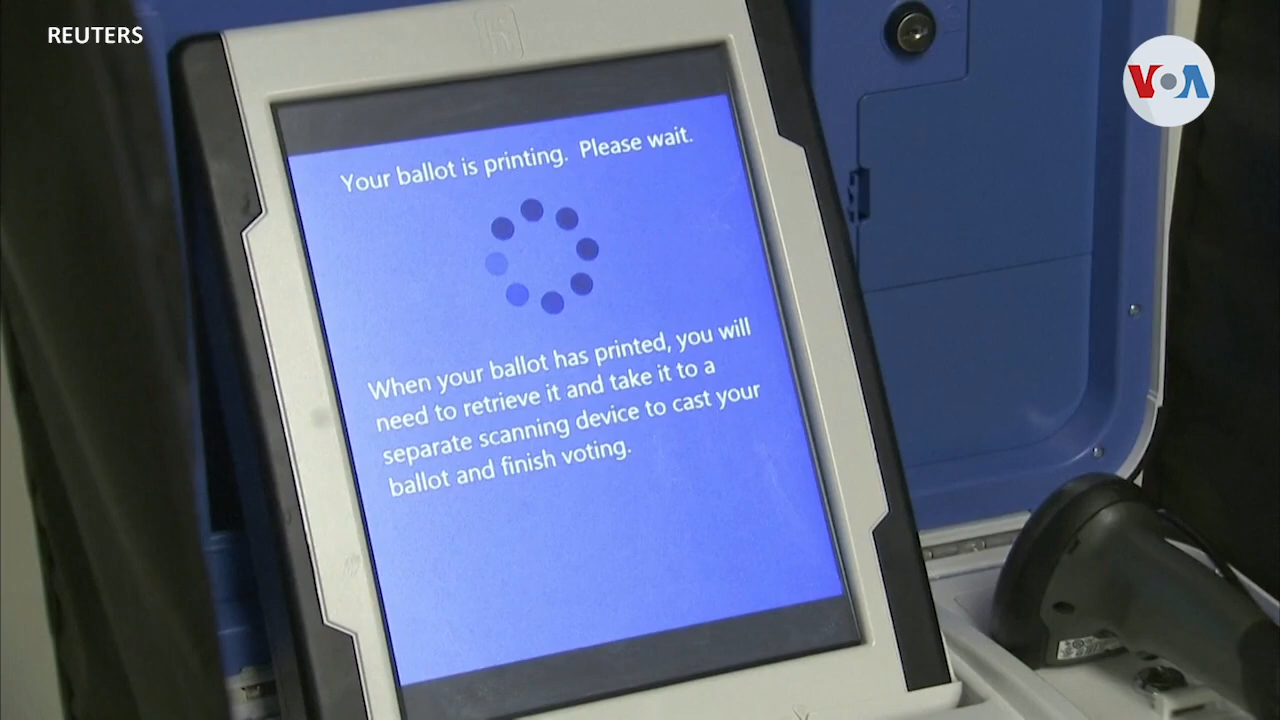 REUTERS
VOA
Your ballot is printing. Please wait.
When your ballot has printed, you will
need to retrieve it and take it to a
separate scanning device to cast your
ballot and finish voting.